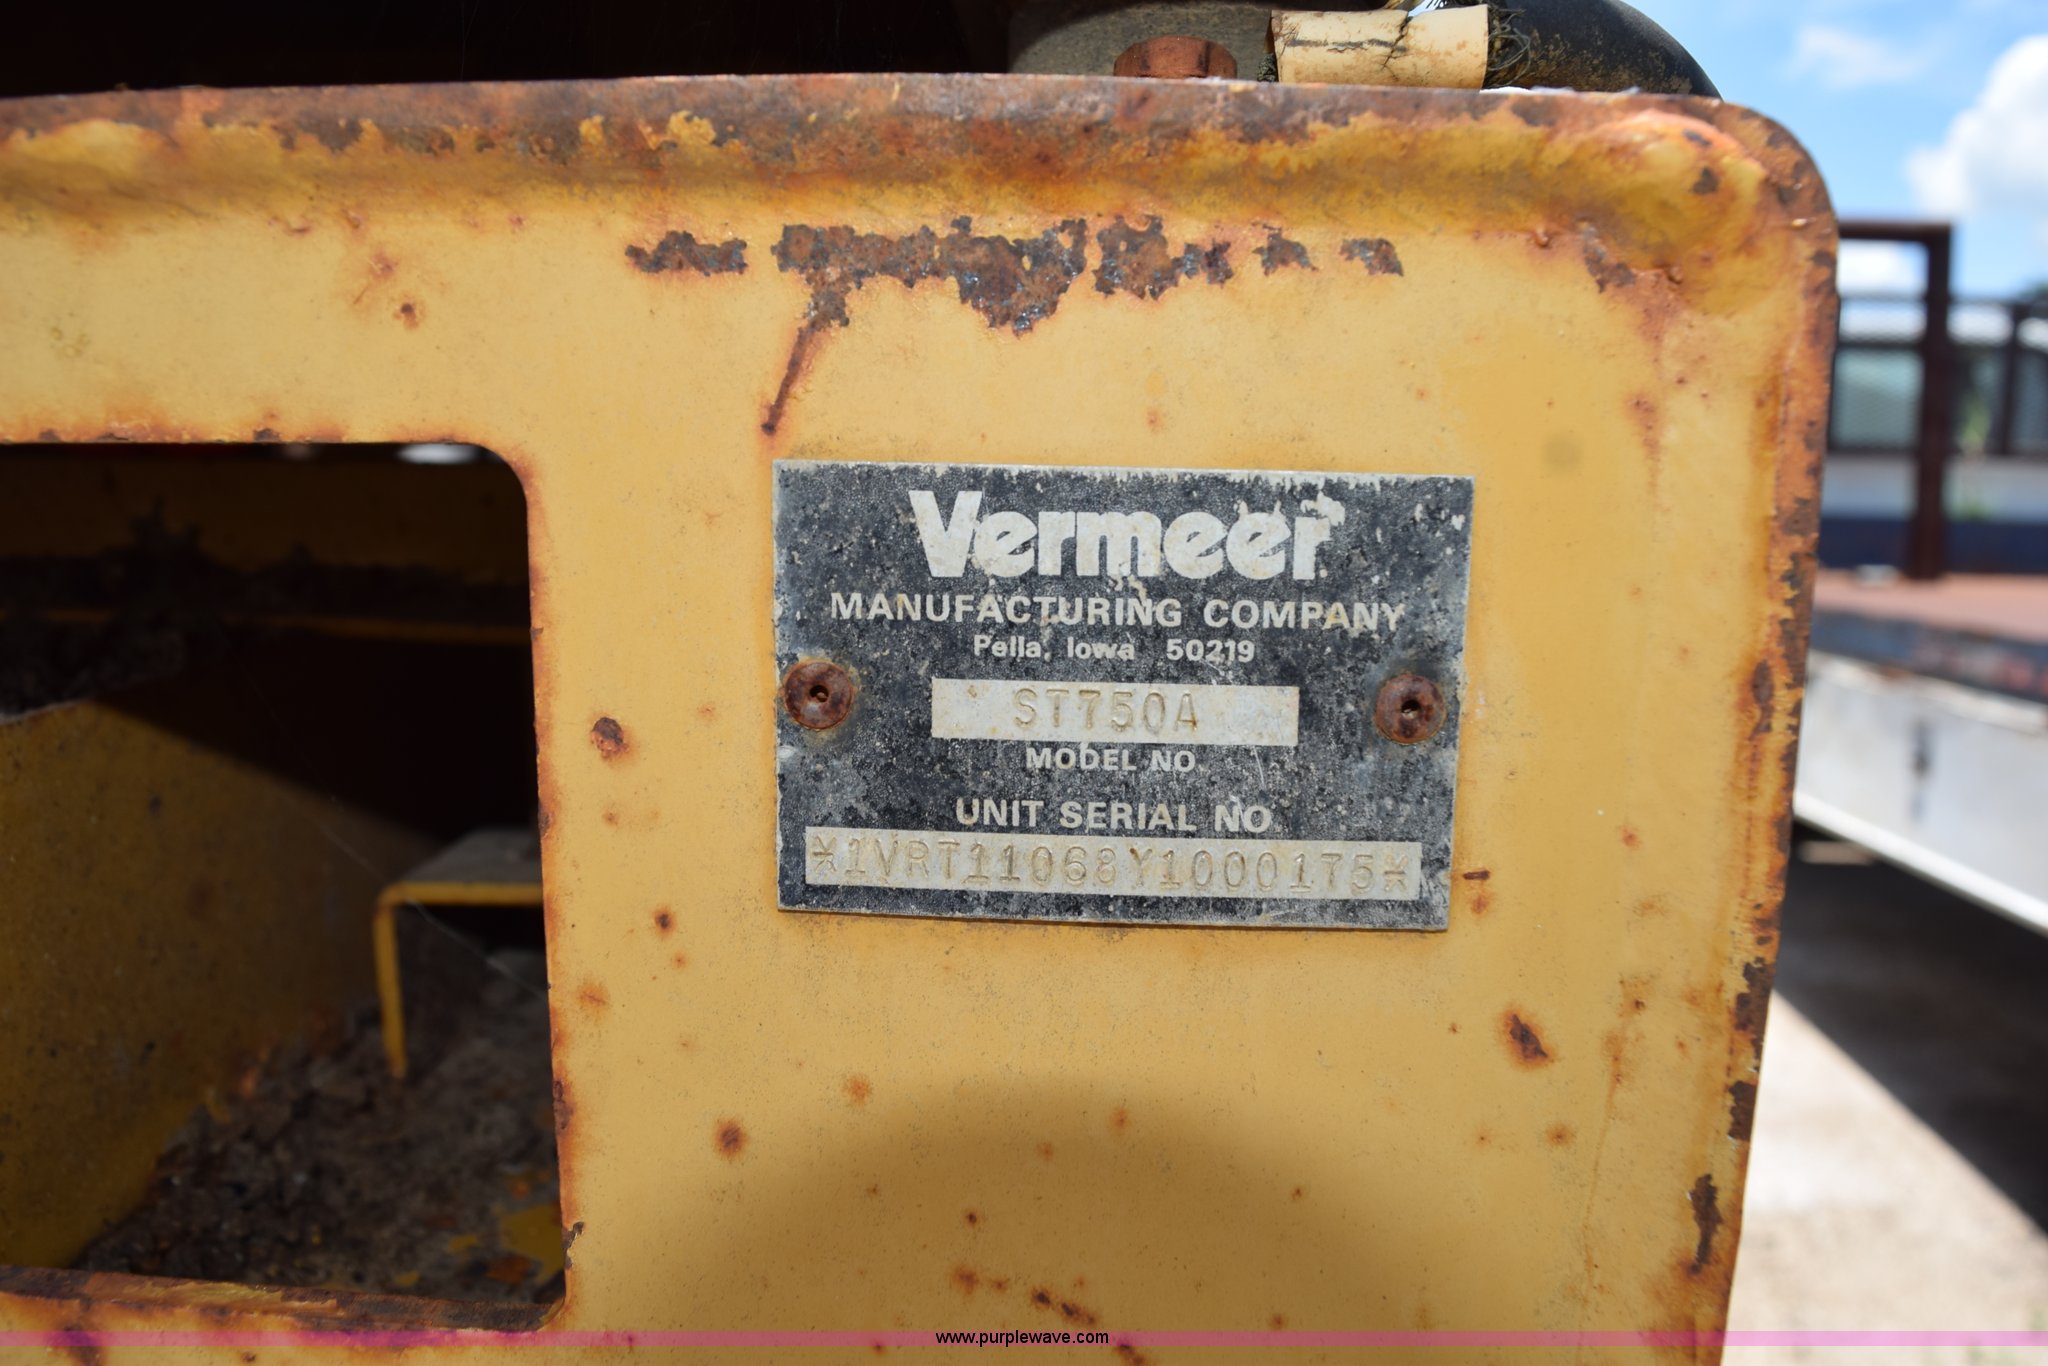 Vermeer
MANUFACTURING COMPANY
Pella, Iowa 50219
ST750A
MODEL NO
UNIT SERIAL NO
*1VRT11068Y1000175*
www.purplewave.com